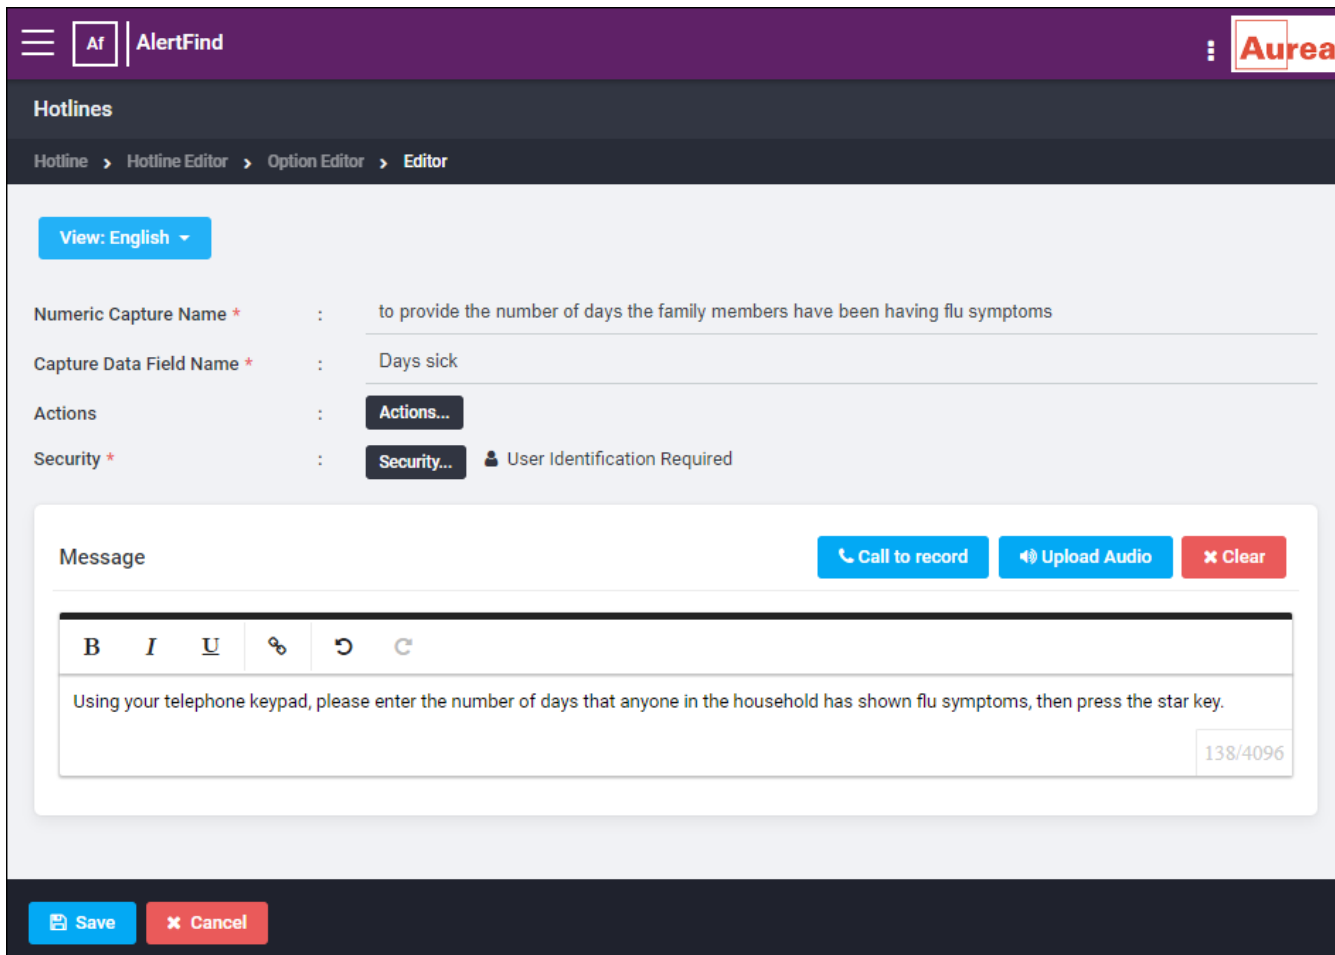 Af AlertFind
Aurea
Hotlines
Hotline > Hotline Editor > Option Editor > Editor
View: English
Numeric Capture Name * : to provide the number of days the family members have been having flu symptoms
Capture Data Field Name * : Days sick
Actions : Actions...
Security * : Security... User Identification Required
Message Call to record Upload Audio Clear
B I U
Using your telephone keypad, please enter the number of days that anyone in the household has shown flu symptoms, then press the star key.
138/4096
Save Cancel